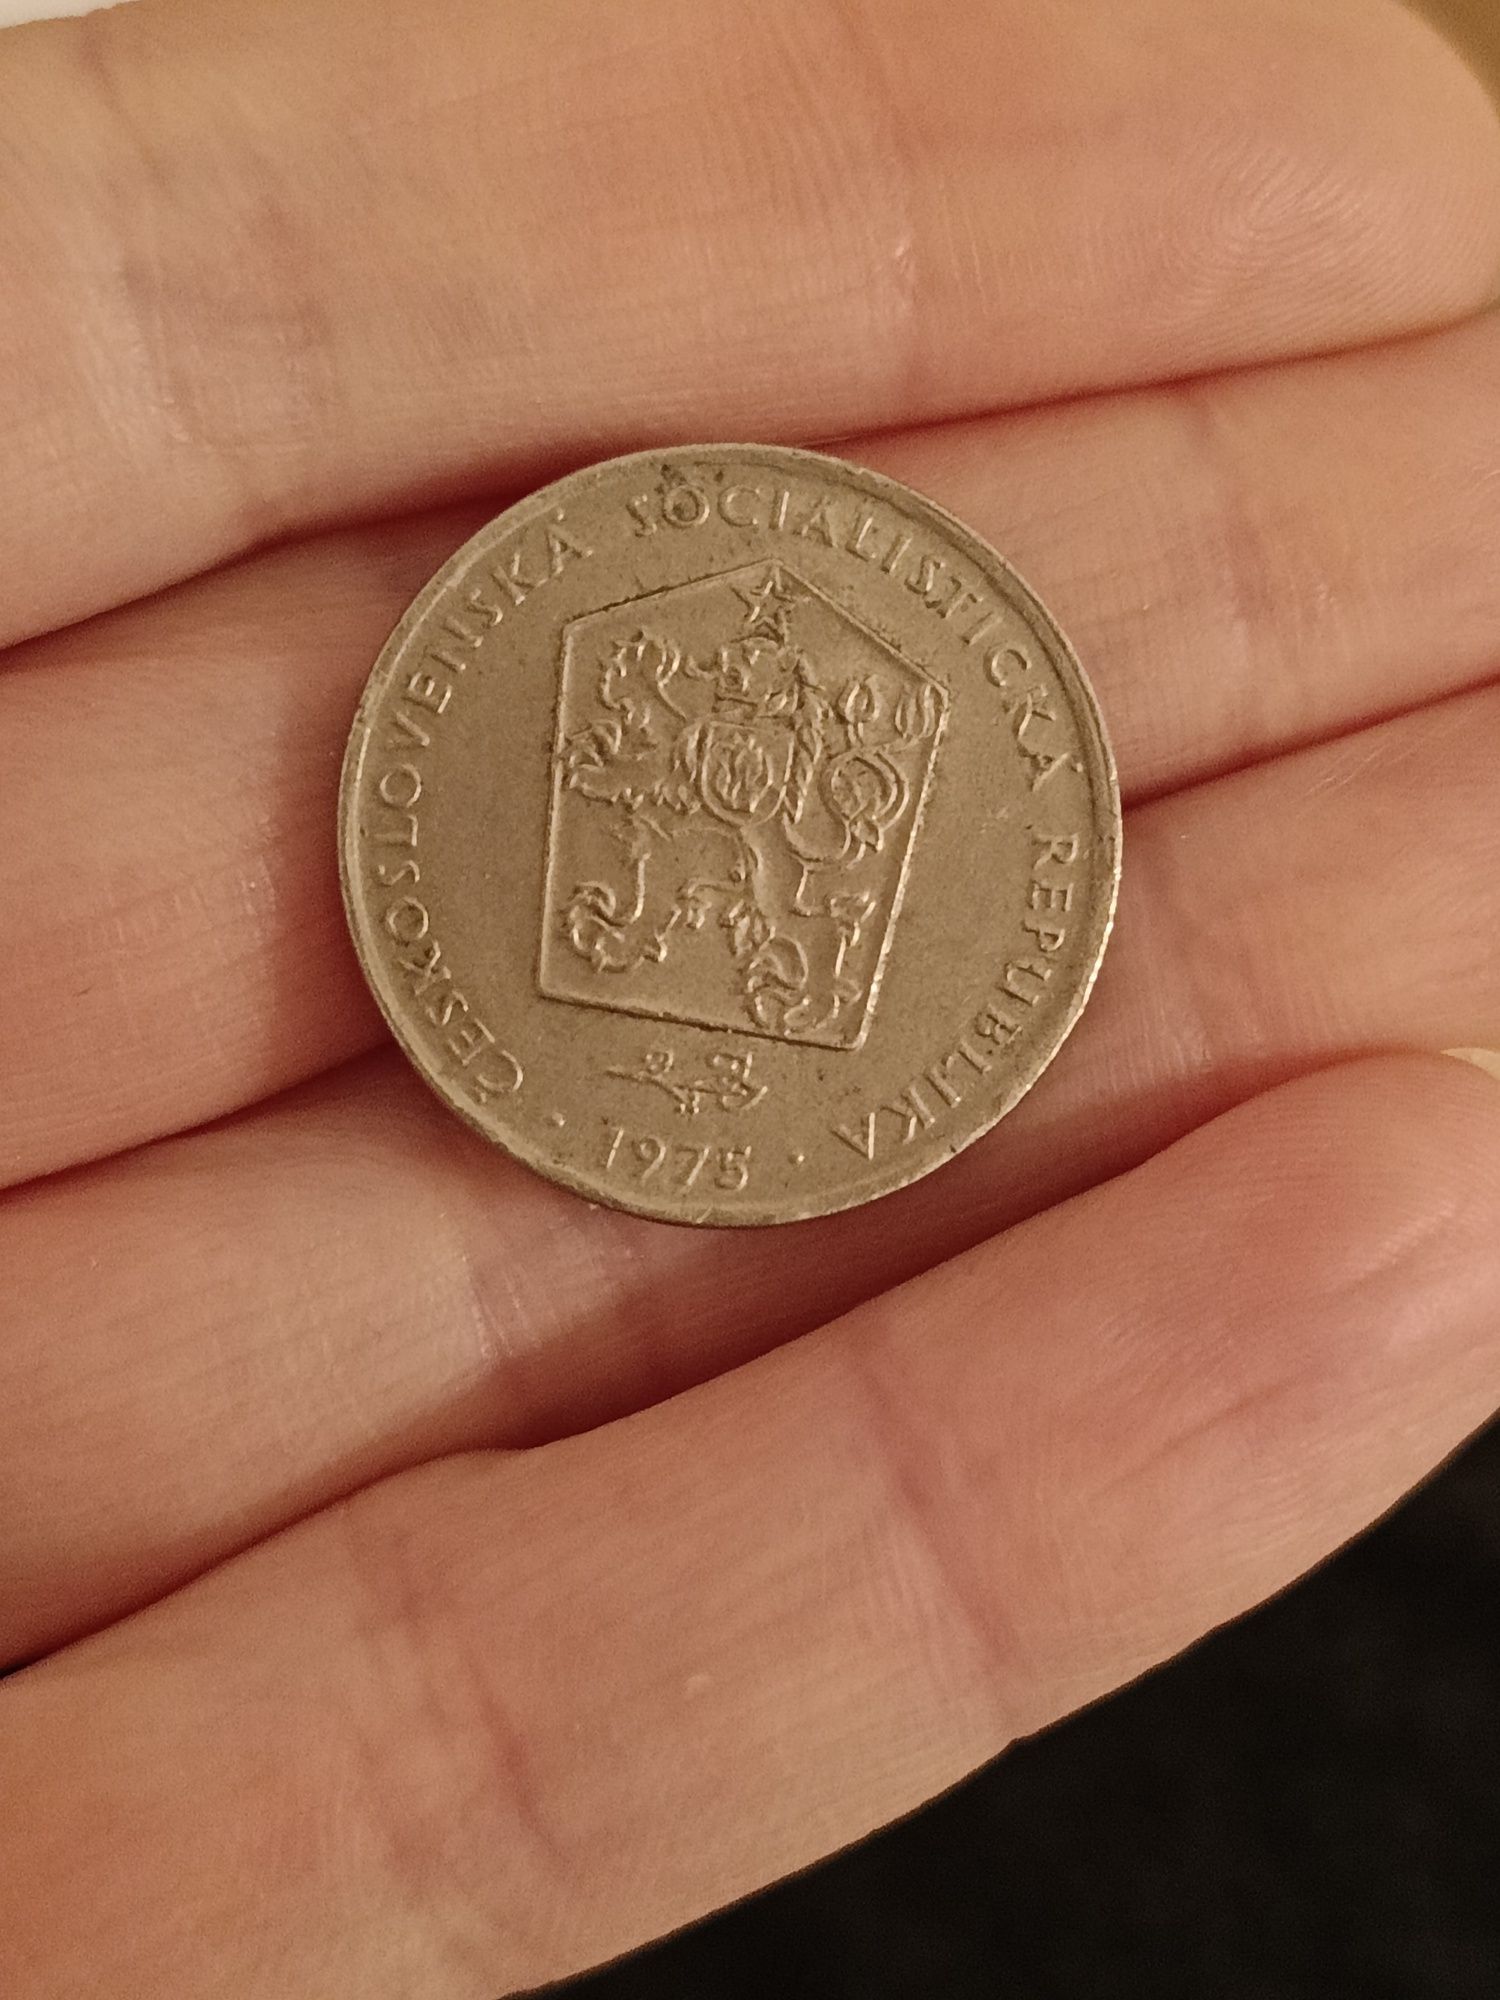 ČESKOSLOVENSKÁ SOCIALISTICKÁ REPUBLIKA
· 1975 ·